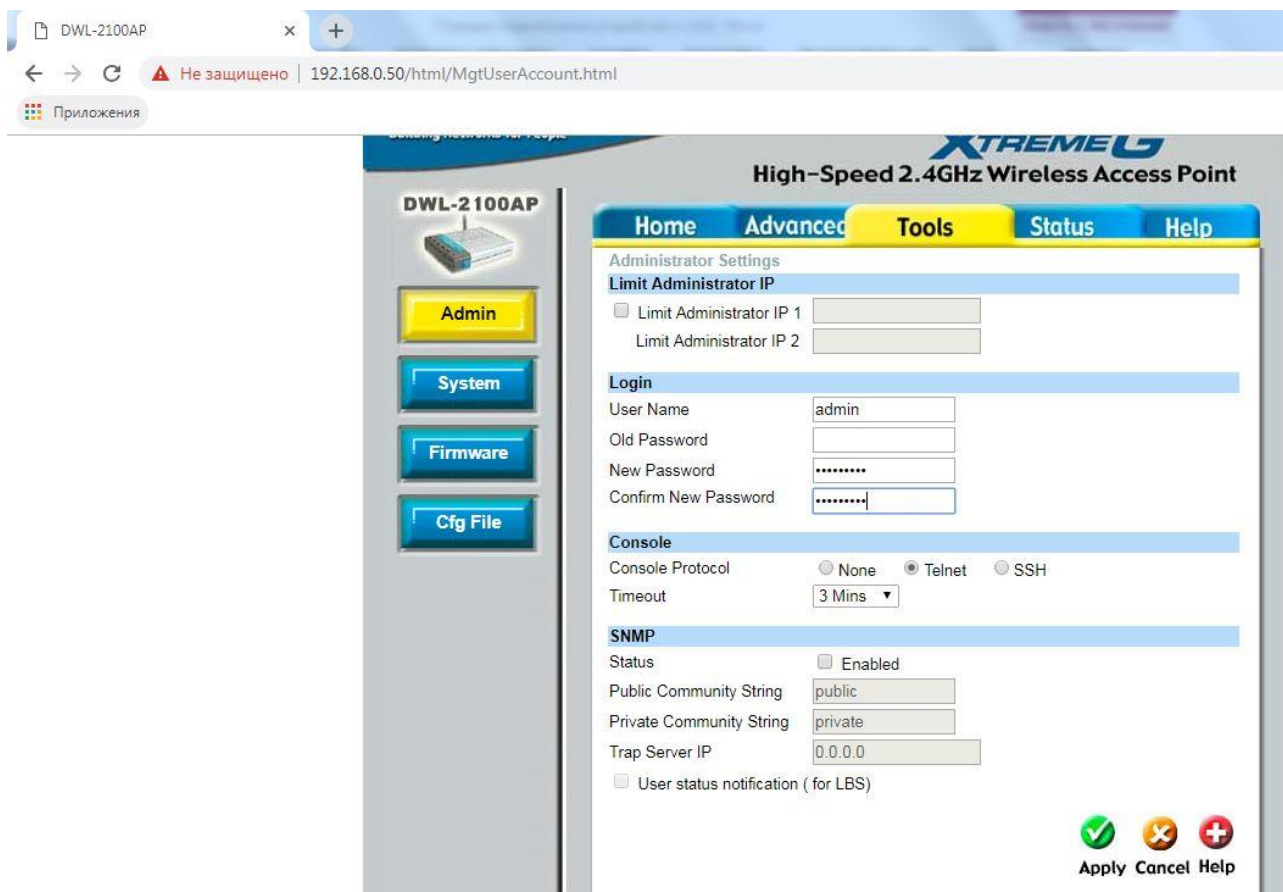 DWL-2100AP
Не защищено | 192.168.0.50/html/MgtUserAccount.html
Приложения
Building Networks for People
XTREME G
High-Speed 2.4GHz Wireless Access Point
DWL-2100AP
Home Advanced Tools Status Help
Admin
System
Firmware
Cfg File
Administrator Settings
Limit Administrator IP
Limit Administrator IP 1
Limit Administrator IP 2
Login
User Name admin
Old Password
New Password •••••••••
Confirm New Password •••••••••
Console
Console Protocol None Telnet SSH
Timeout 3 Mins
SNMP
Status Enabled
Public Community String public
Private Community String private
Trap Server IP 0.0.0.0
User status notification ( for LBS)
Apply Cancel Help